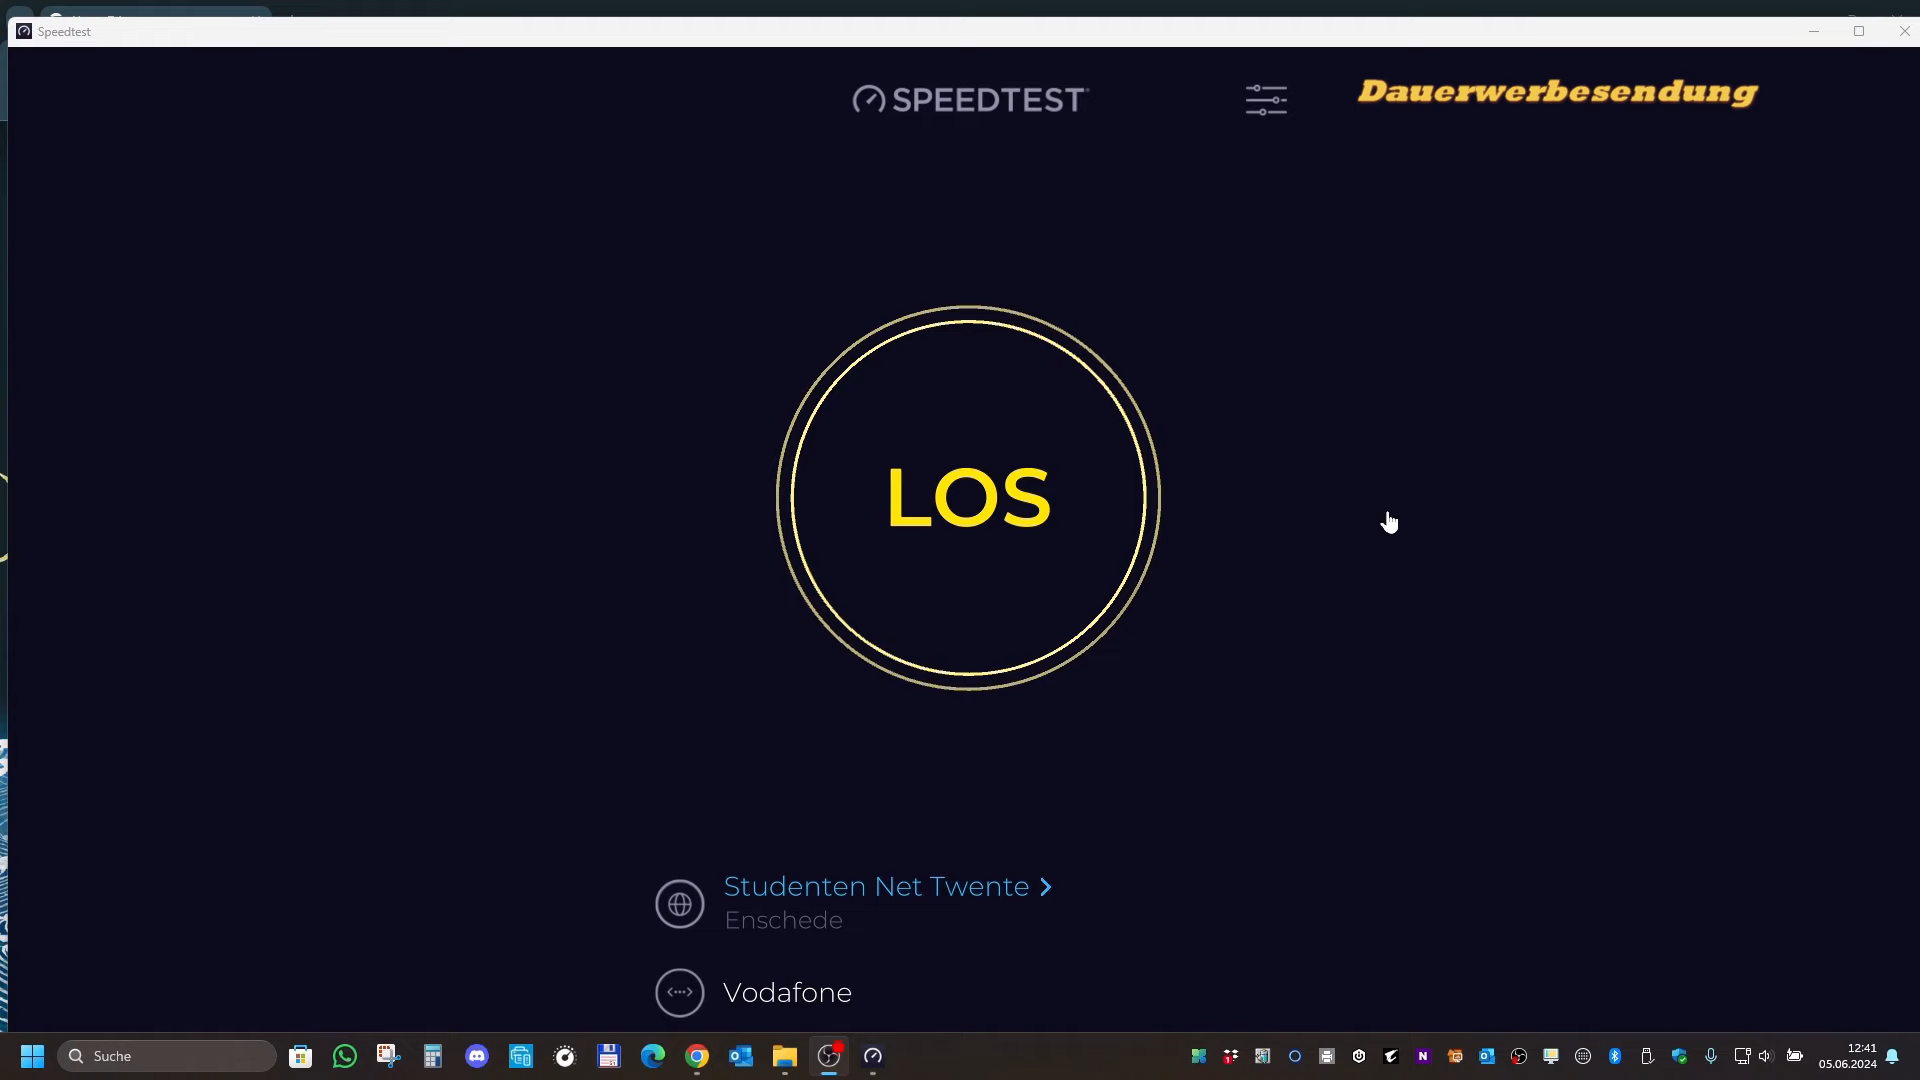 Speedtest
SPEEDTEST
Dauerwerbesendung
LOS
Studenten Net Twente
Enschede
Vodafone
Suche
12:41
05.06.2024